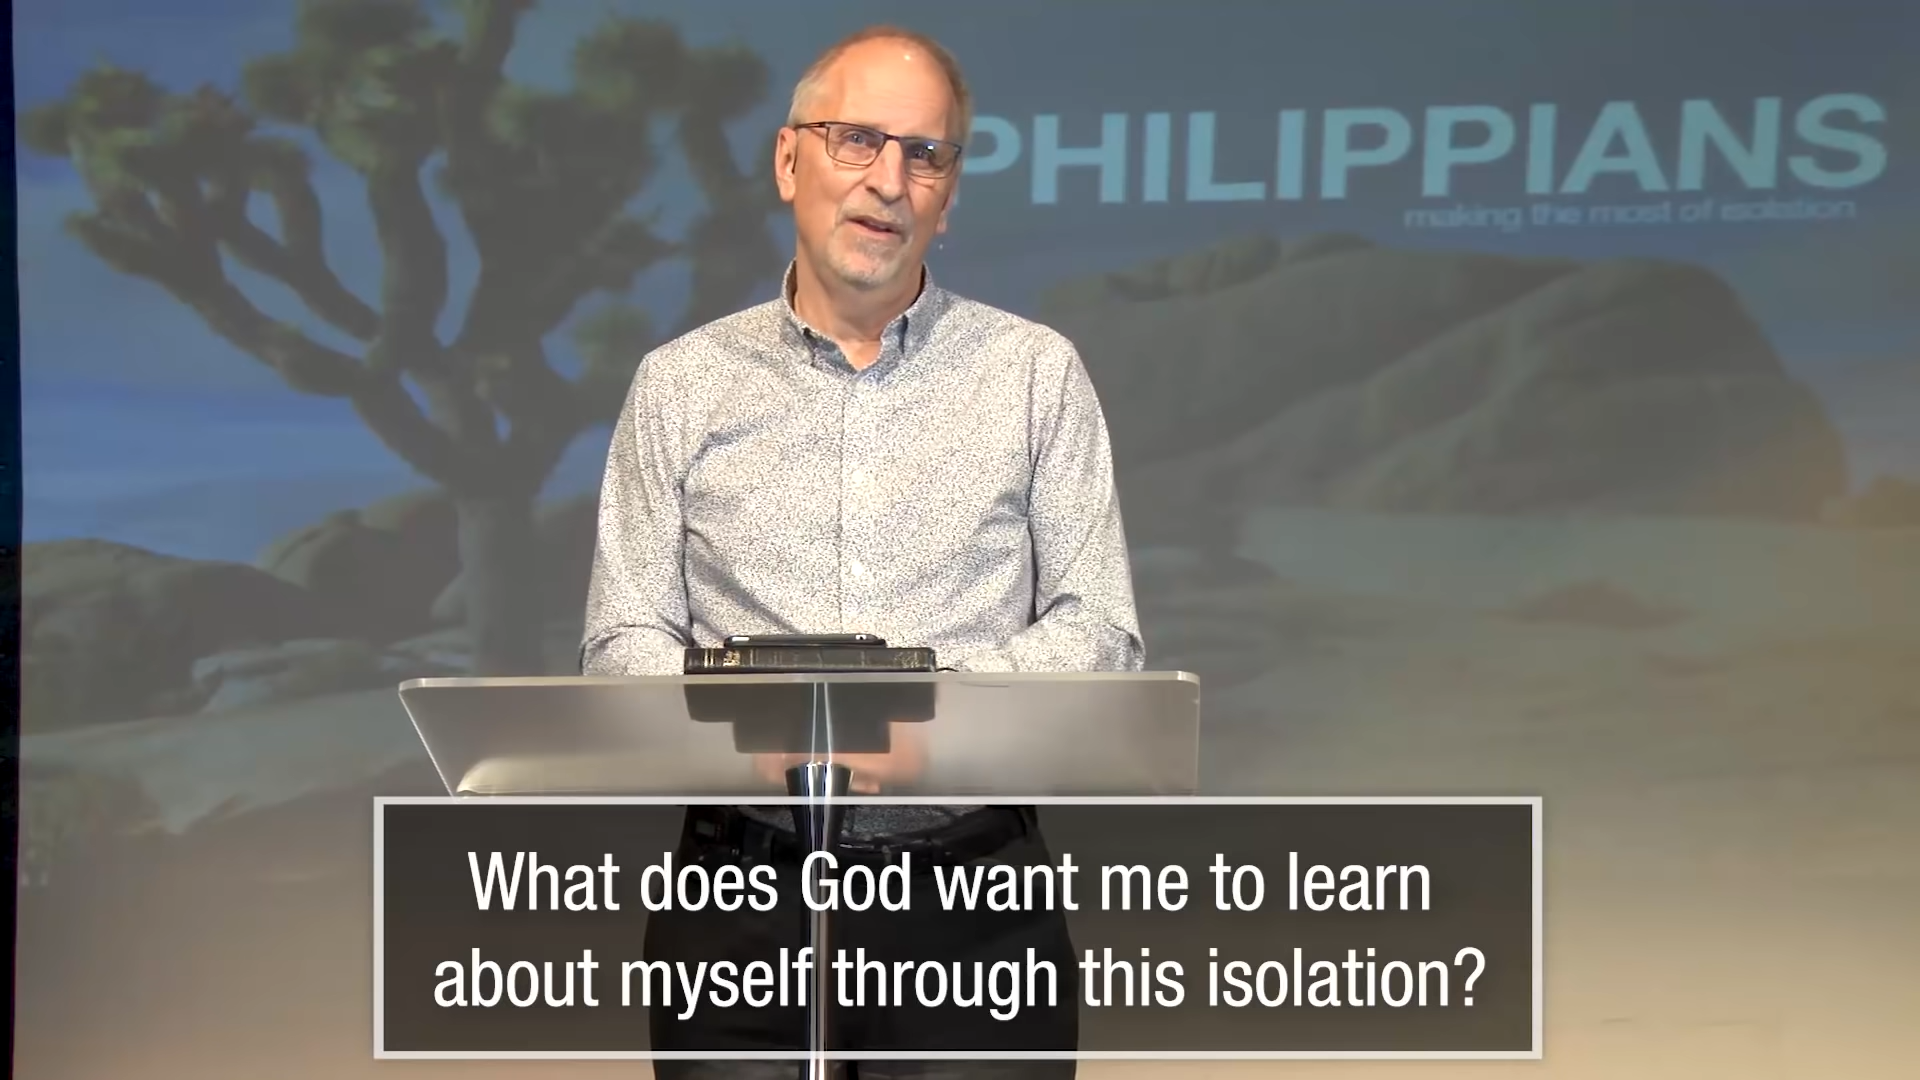 PHILIPPIANS
making the most of isolation
What does God want me to learn
about myself through this isolation?